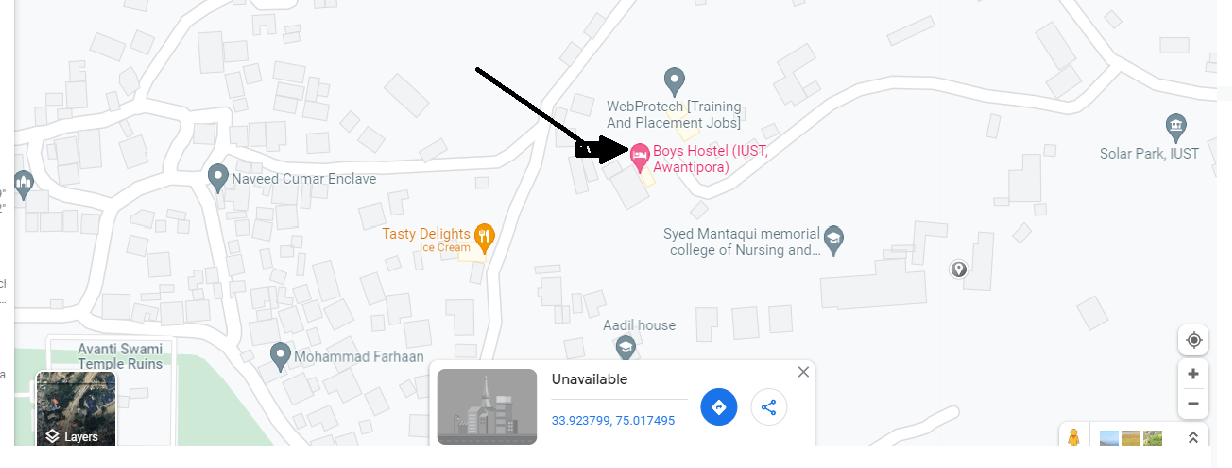 WebProtech [Training
And Placement Jobs]
Boys Hostel (IUST,
Awantipora)
Solar Park, IUST
Naveed Cumar Enclave
Tasty Delights
Ice Cream
Syed Mantaqui memorial
college of Nursing and...
Aadil house
Avanti Swami
Temple Ruins
Mohammad Farhaan
Unavailable
33.923799, 75.017495
Layers